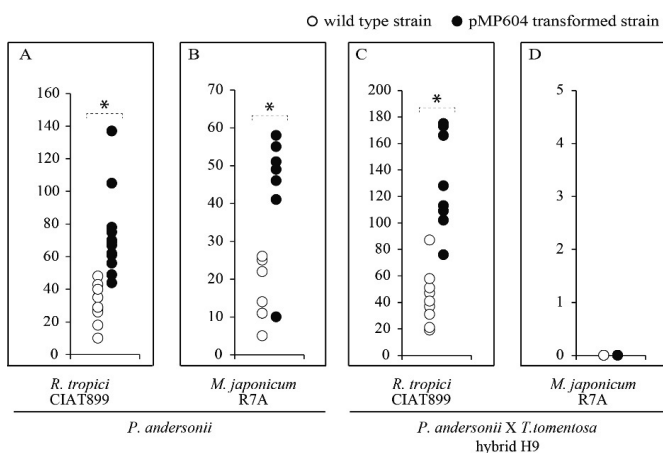 ○ wild type strain ● pMP604 transformed strain
A
*
160
140
120
100
80
60
40
20
0
R. tropici
CIAT899
B
*
70
60
50
40
30
20
10
0
M. japonicum
R7A
P. andersonii
C
*
200
180
160
140
120
100
80
60
40
20
0
R. tropici
CIAT899
D
5
4
3
2
1
0
M. japonicum
R7A
P. andersonii X T.tomentosa
hybrid H9